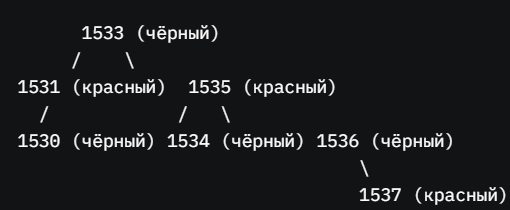 1533 (чёрный)
/ \
1531 (красный) 1535 (красный)
/ / \
1530 (чёрный) 1534 (чёрный) 1536 (чёрный)
\
1537 (красный)